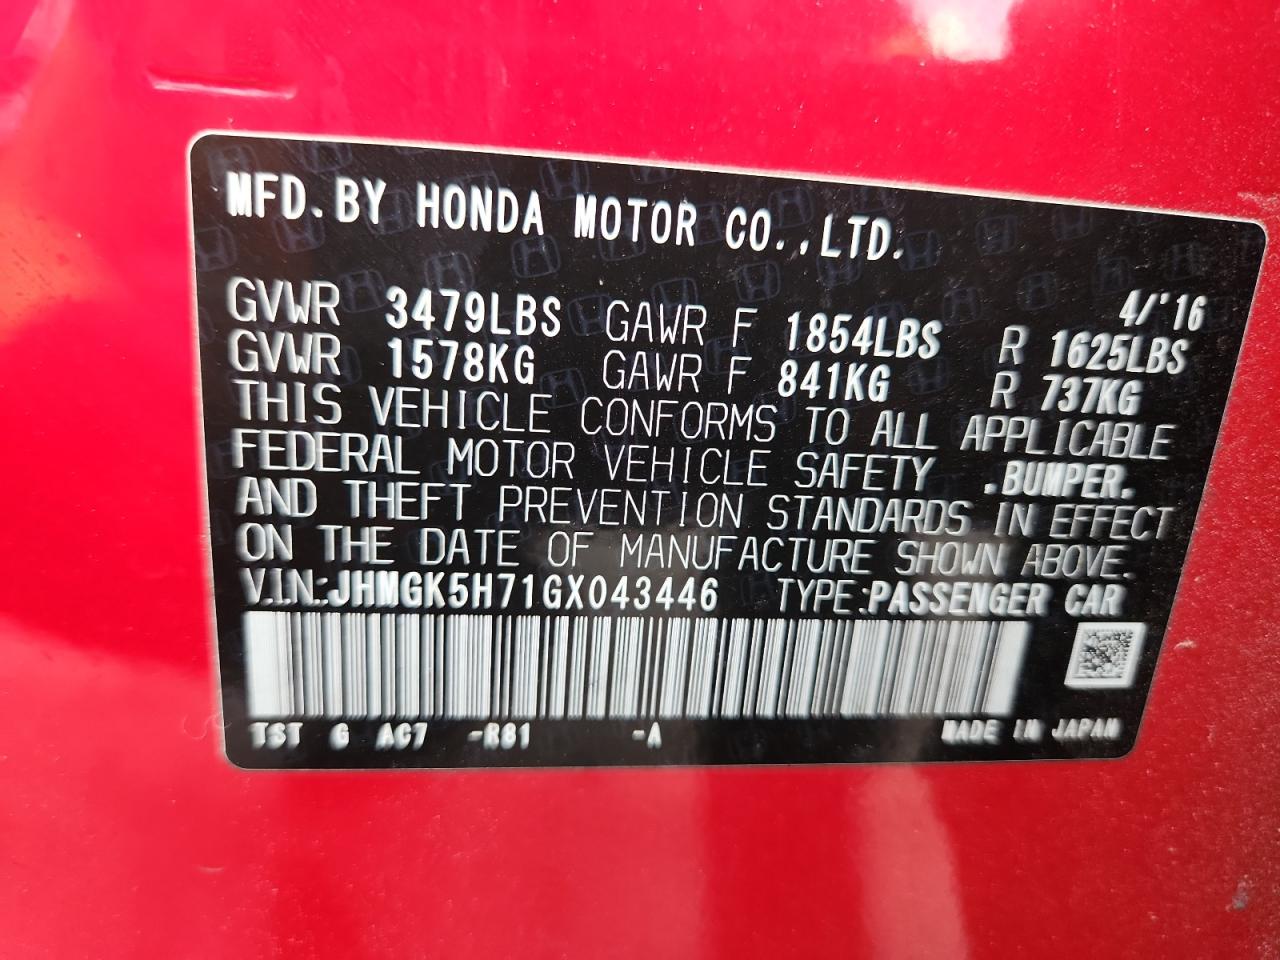 MFD. BY HONDA MOTOR CO., LTD.
4/'16
GVWR 3479LBS GAWR F 1854LBS R 1625LBS
GVWR 1578KG GAWR F 841KG R 737KG
THIS VEHICLE CONFORMS TO ALL APPLICABLE
FEDERAL MOTOR VEHICLE SAFETY .BUMPER.
AND THEFT PREVENTION STANDARDS IN EFFECT
ON THE DATE OF MANUFACTURE SHOWN ABOVE.
V.I.N.:JHMGK5H71GX043446 TYPE:PASSENGER CAR
TST G AC7 -R81 -A MADE IN JAPAN